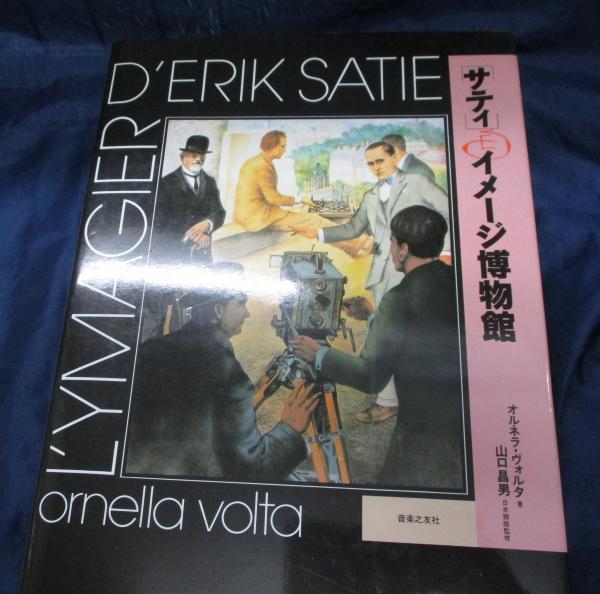 L'YMAGIER
D'ERIK SATIE
ornella volta
[サティ]
イメージ博物館
オルネラ・ヴォルタ 著
山口昌男 日本語版監修
音楽之友社